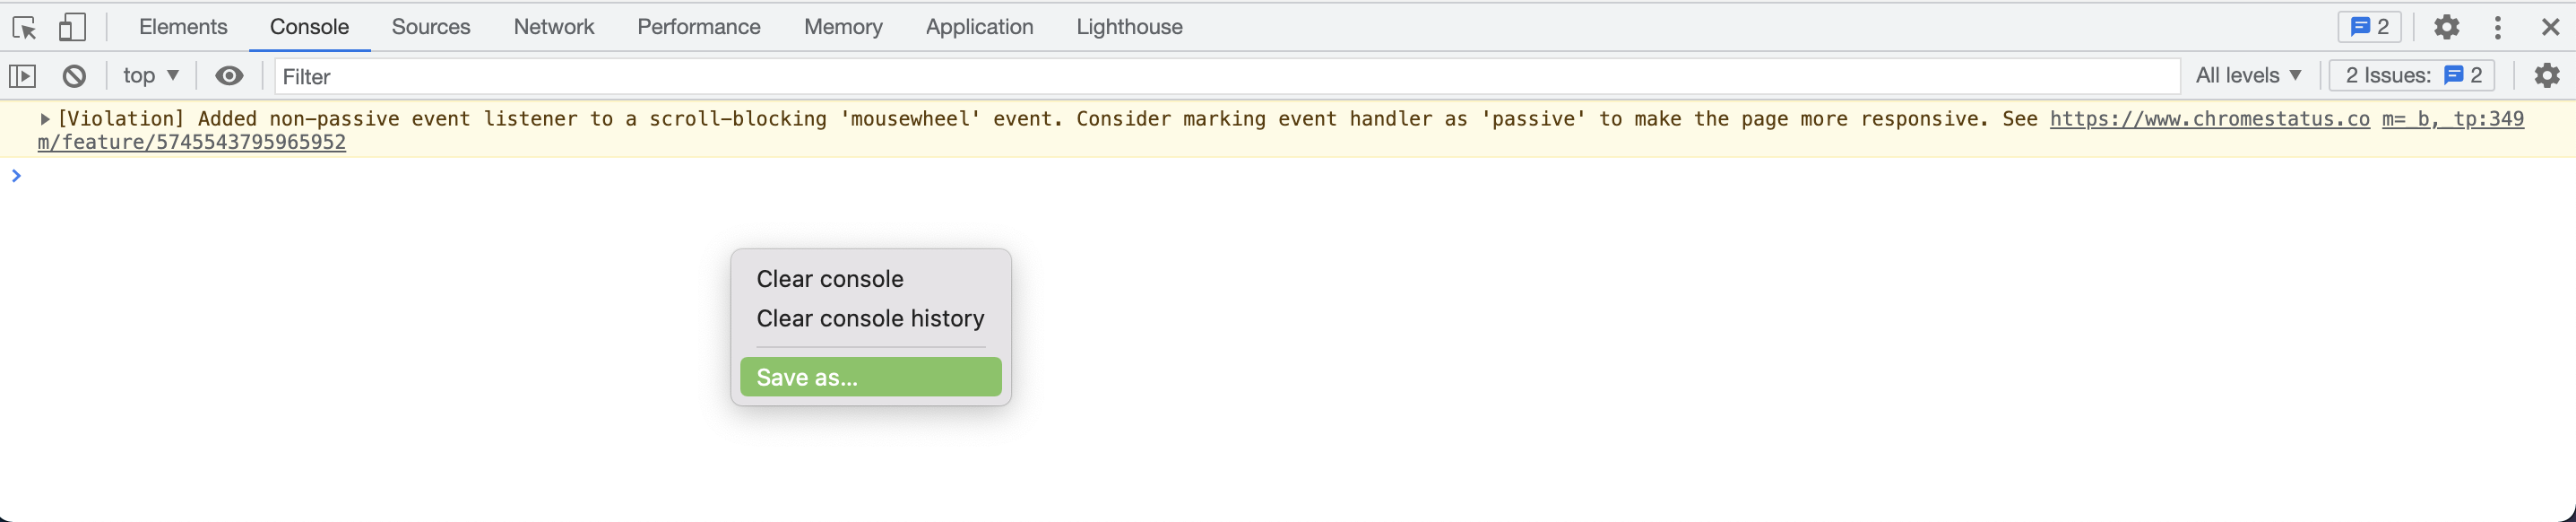 Elements Console Sources Network Performance Memory Application Lighthouse 2
top Filter All levels 2 Issues: 2
[Violation] Added non-passive event listener to a scroll-blocking 'mousewheel' event. Consider marking event handler as 'passive' to make the page more responsive. See https://www.chromestatus.co m=_b,_tp:349
m/feature/5745543795965952
Clear console
Clear console history
Save as...